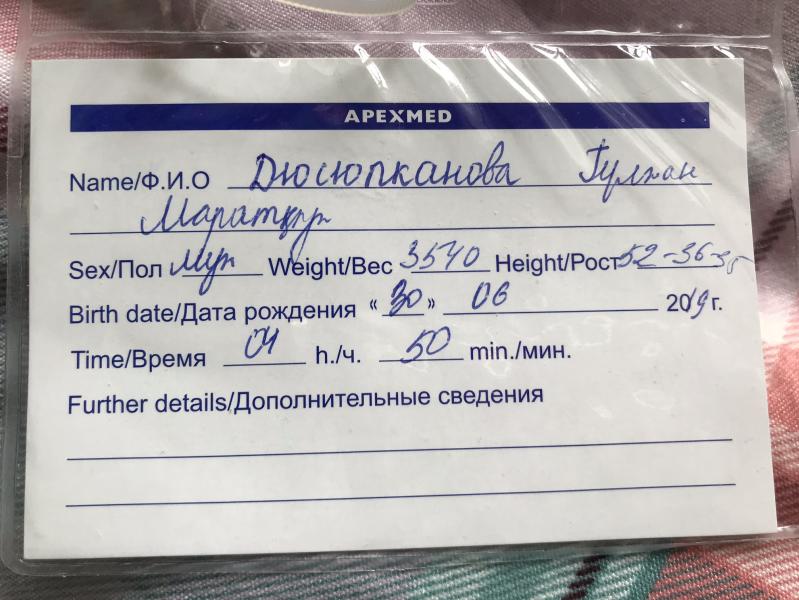 APEXMED
Name/Ф.И.О Дюсюпканова Гулжан
Маратқызы
Sex/Пол муж Weight/Вес 3540 Height/Рост 52-36-35
Birth date/Дата рождения «30» 06 2019г.
Time/Время 04 h./ч. 50 min./мин.
Further details/Дополнительные сведения